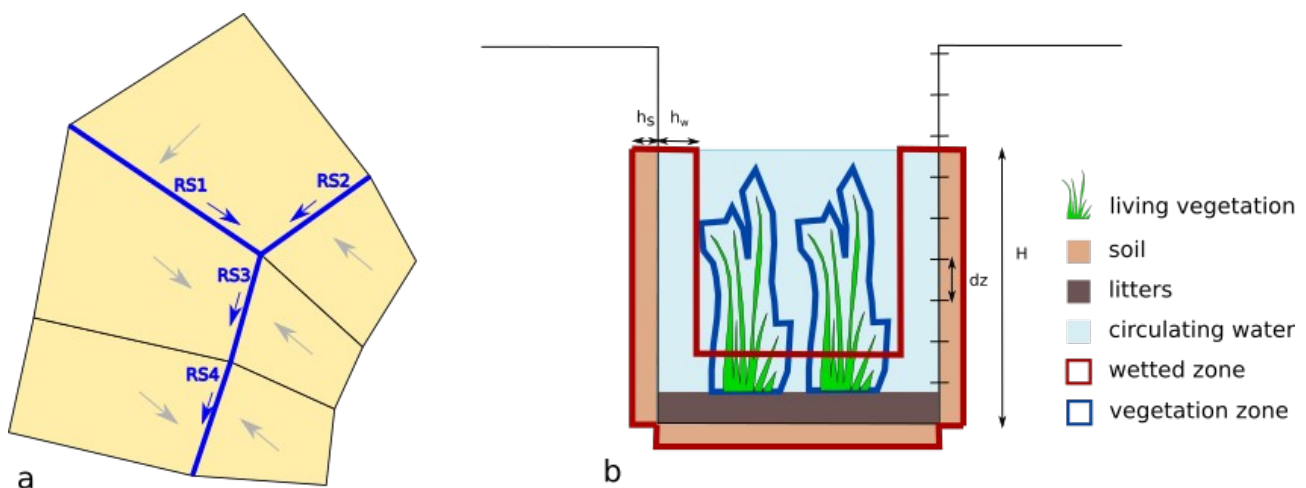 RS1
RS2
RS3
RS4
a
hS hw
H
dz
b
living vegetation
soil
litters
circulating water
wetted zone
vegetation zone